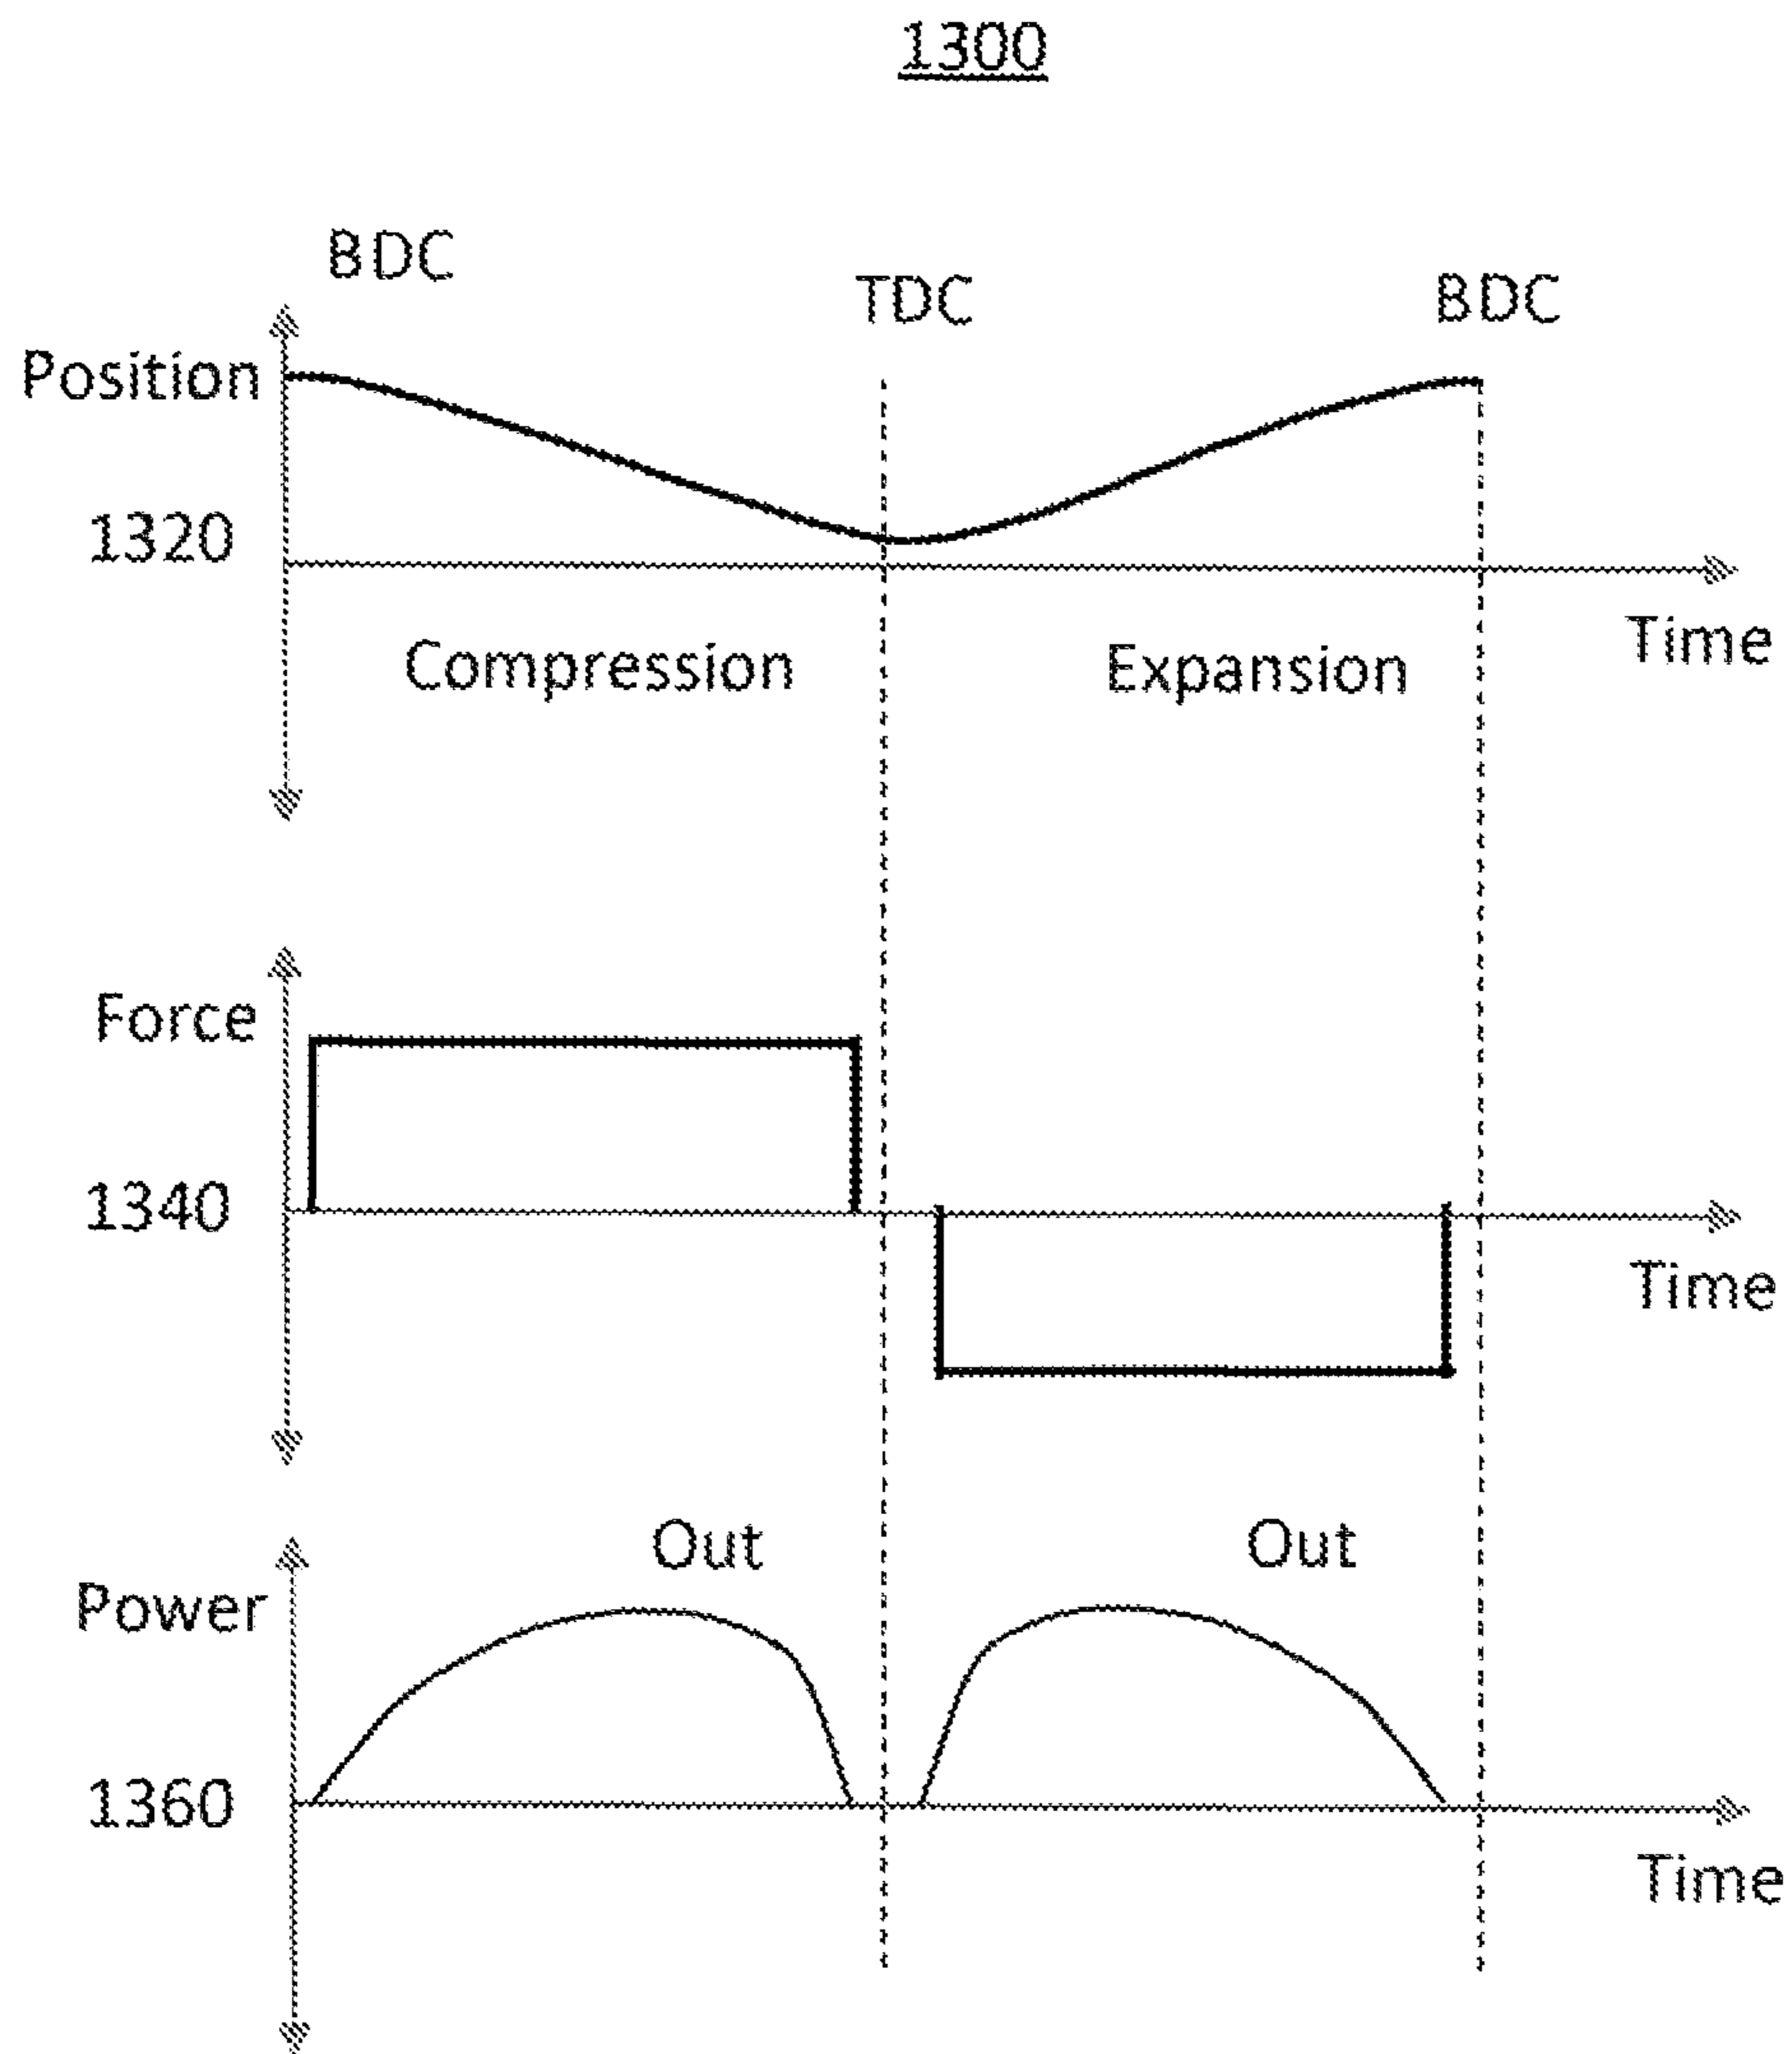 1300
BDC
TDC
BDC
Position
1320
Time
Compression
Expansion
Force
1340
Time
Out
Out
Power
1360
Time